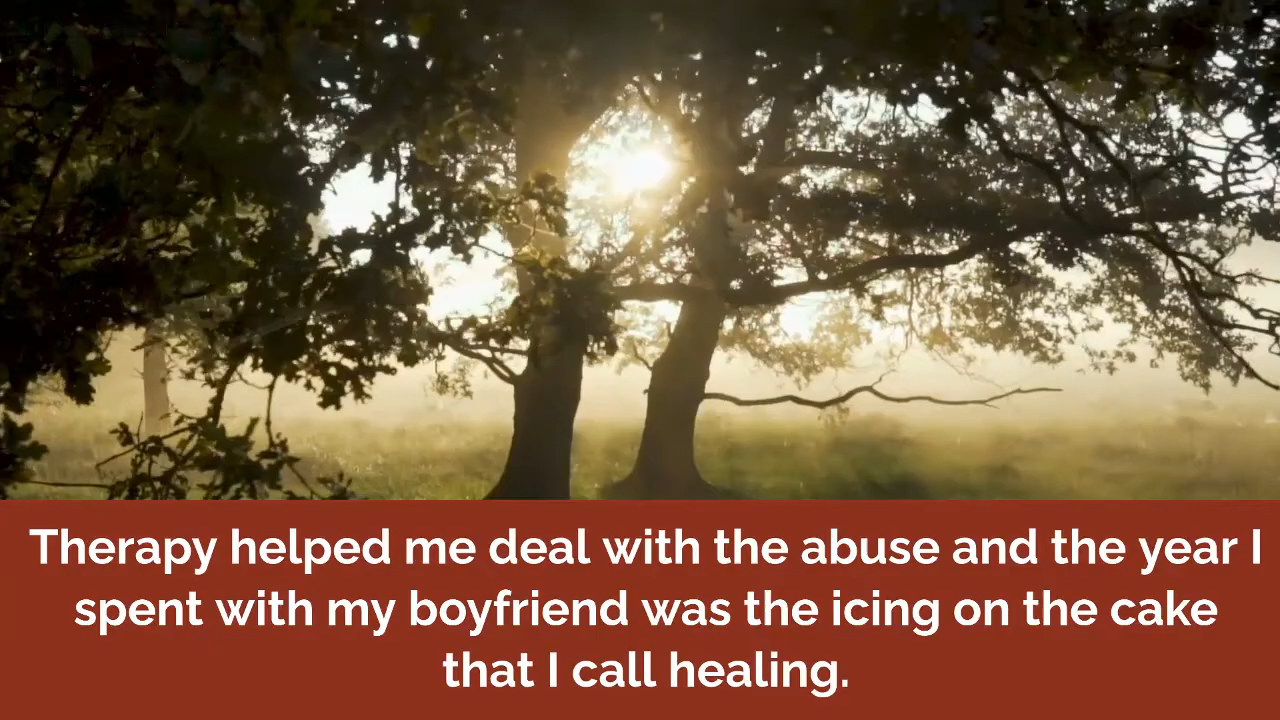 Therapy helped me deal with the abuse and the year I
spent with my boyfriend was the icing on the cake
that I call healing.